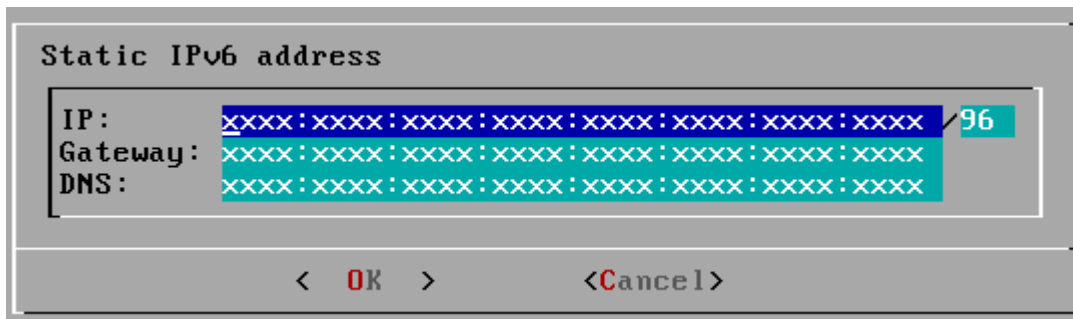 Static IPv6 address
IP: xxxx:xxxx:xxxx:xxxx:xxxx:xxxx:xxxx:xxxx /96
Gateway: xxxx:xxxx:xxxx:xxxx:xxxx:xxxx:xxxx:xxxx
DNS: xxxx:xxxx:xxxx:xxxx:xxxx:xxxx:xxxx:xxxx
< OK > <Cancel>